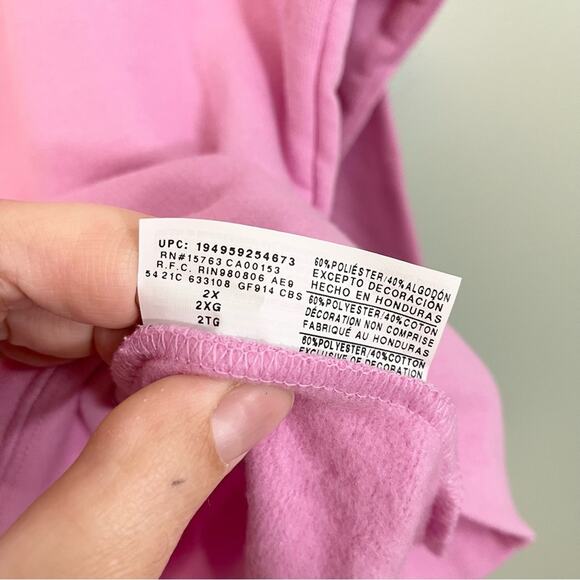 UPC: 194959254673
RN#15763 CA00153
R.F.C. RIN980806 AE9
54 21C 633108 GF914 CBS
2X
2XG
2TG
60%POLIÉSTER/40%ALGODÓN
EXCEPTO DECORACIÓN
HECHO EN HONDURAS
60%POLYESTER/40%COTON
DÉCORATION NON COMPRISE
FABRIQUÉ AU HONDURAS
60%POLYESTER/40%COTTON
EXCLUSIVE OF DECORATION